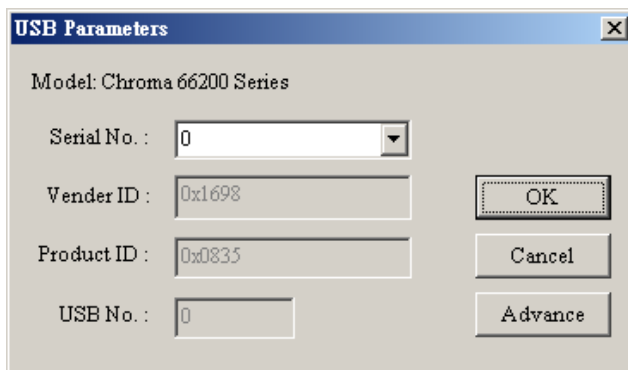 USB Parameters
Model: Chroma 66200 Series
Serial No. : 0
Vender ID : 0x1698
OK
Product ID : 0x0835
Cancel
USB No. : 0
Advance